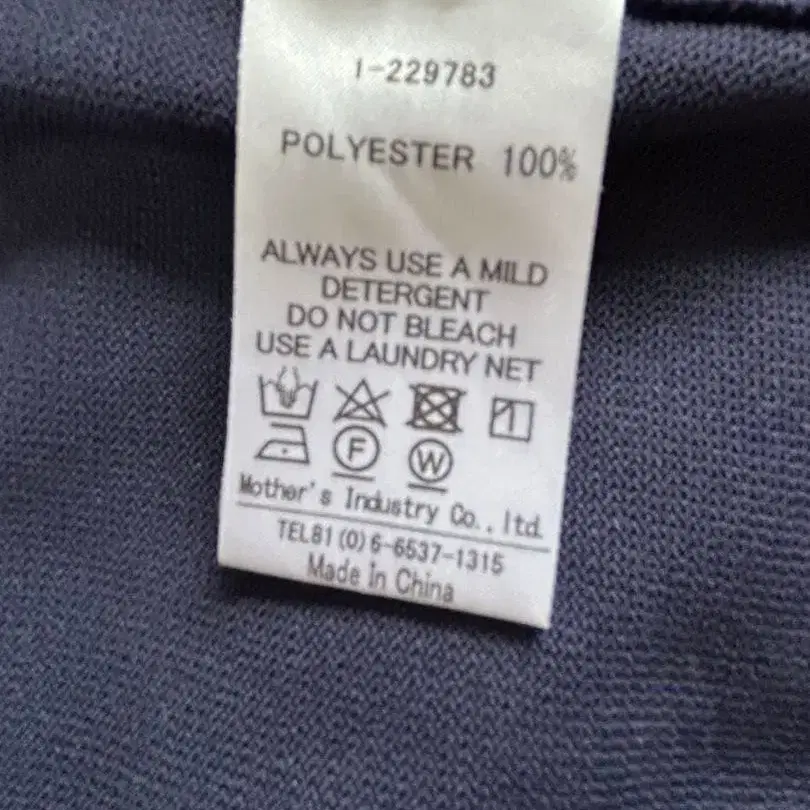 1-229783
POLYESTER 100%
ALWAYS USE A MILD
DETERGENT
DO NOT BLEACH
USE A LAUNDRY NET
F W
Mother's Industry Co., ltd.
TEL81(0)6-6537-1315
Made In China